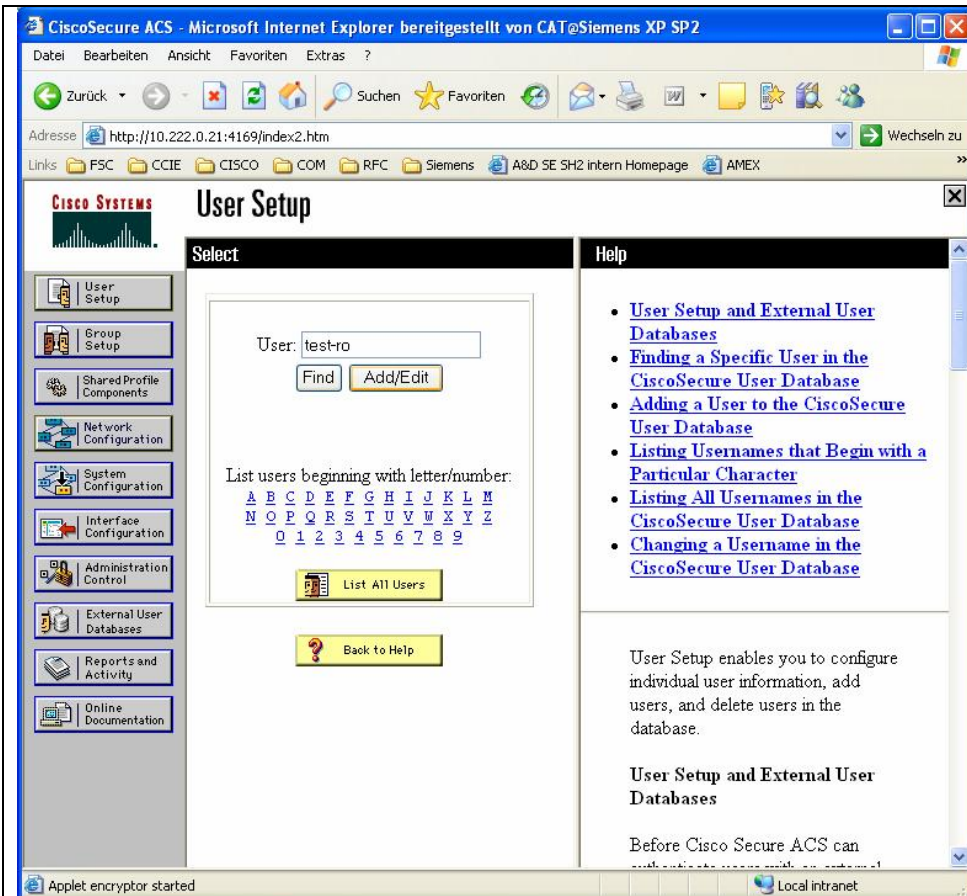 CiscoSecure ACS - Microsoft Internet Explorer bereitgestellt von CAT@Siemens XP SP2
Datei Bearbeiten Ansicht Favoriten Extras ?
Zurück Suchen Favoriten
Adresse http://10.222.0.21:4169/index2.htm Wechseln zu
Links FSC CCIE CISCO COM RFC Siemens A&D SE SH2 intern Homepage AMEX »
CISCO SYSTEMS
User Setup
User Setup
Group Setup
Shared Profile Components
Network Configuration
System Configuration
Interface Configuration
Administration Control
External User Databases
Reports and Activity
Online Documentation
Select
User: test-ro
Find Add/Edit
List users beginning with letter/number:
A B C D E F G H I J K L M
N O P Q R S T U V W X Y Z
0 1 2 3 4 5 6 7 8 9
List All Users
Back to Help
Help
User Setup and External User
Databases
Finding a Specific User in the
CiscoSecure User Database
Adding a User to the CiscoSecure
User Database
Listing Usernames that Begin with a
Particular Character
Listing All Usernames in the
CiscoSecure User Database
Changing a Username in the
CiscoSecure User Database
User Setup enables you to configure
individual user information, add
users, and delete users in the
database.
User Setup and External User
Databases
Before Cisco Secure ACS can
Applet encryptor started
Local intranet